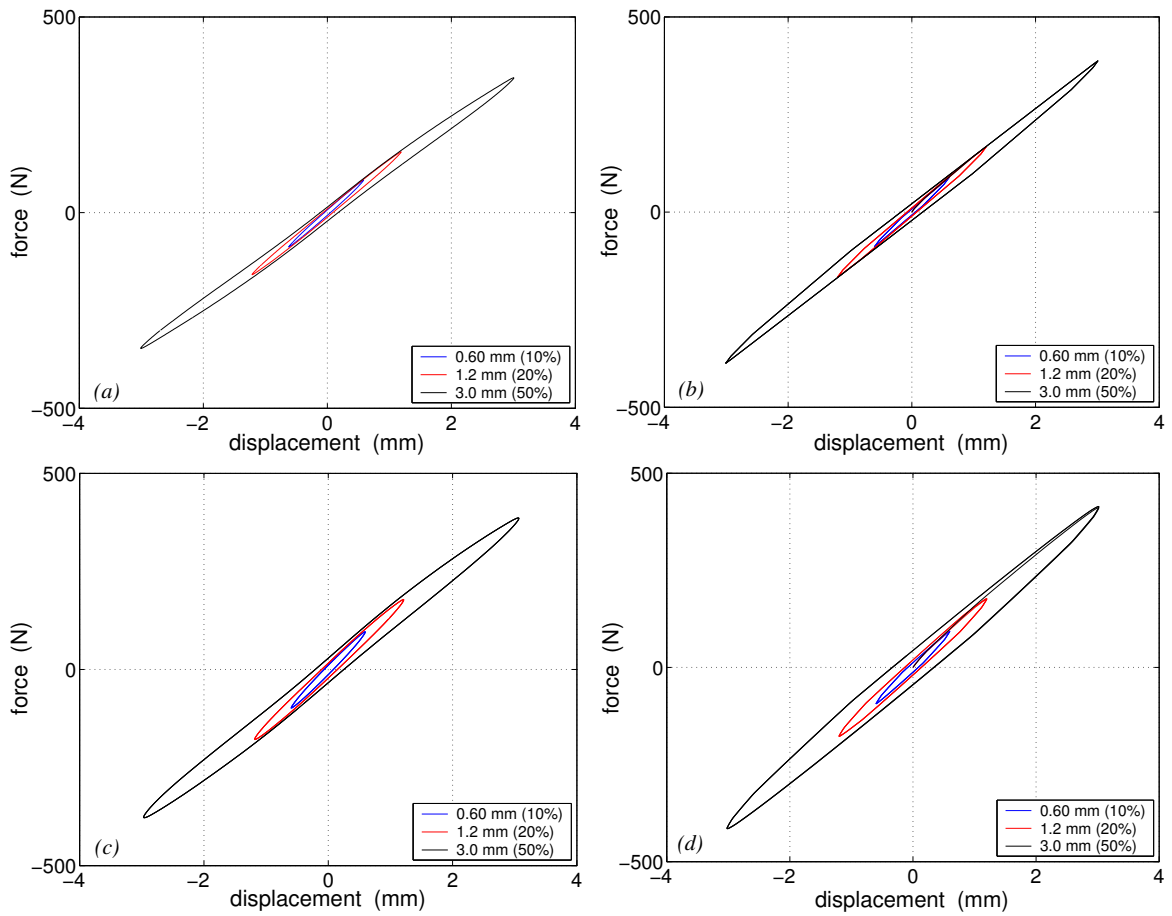 500
0
−500
force (N)
−4
−2
0
2
4
displacement (mm)
0.60 mm (10%)
1.2 mm (20%)
3.0 mm (50%)
(a)
500
0
−500
force (N)
−4
−2
0
2
4
displacement (mm)
0.60 mm (10%)
1.2 mm (20%)
3.0 mm (50%)
(b)
500
0
−500
force (N)
−4
−2
0
2
4
displacement (mm)
0.60 mm (10%)
1.2 mm (20%)
3.0 mm (50%)
(c)
500
0
−500
force (N)
−4
−2
0
2
4
displacement (mm)
0.60 mm (10%)
1.2 mm (20%)
3.0 mm (50%)
(d)